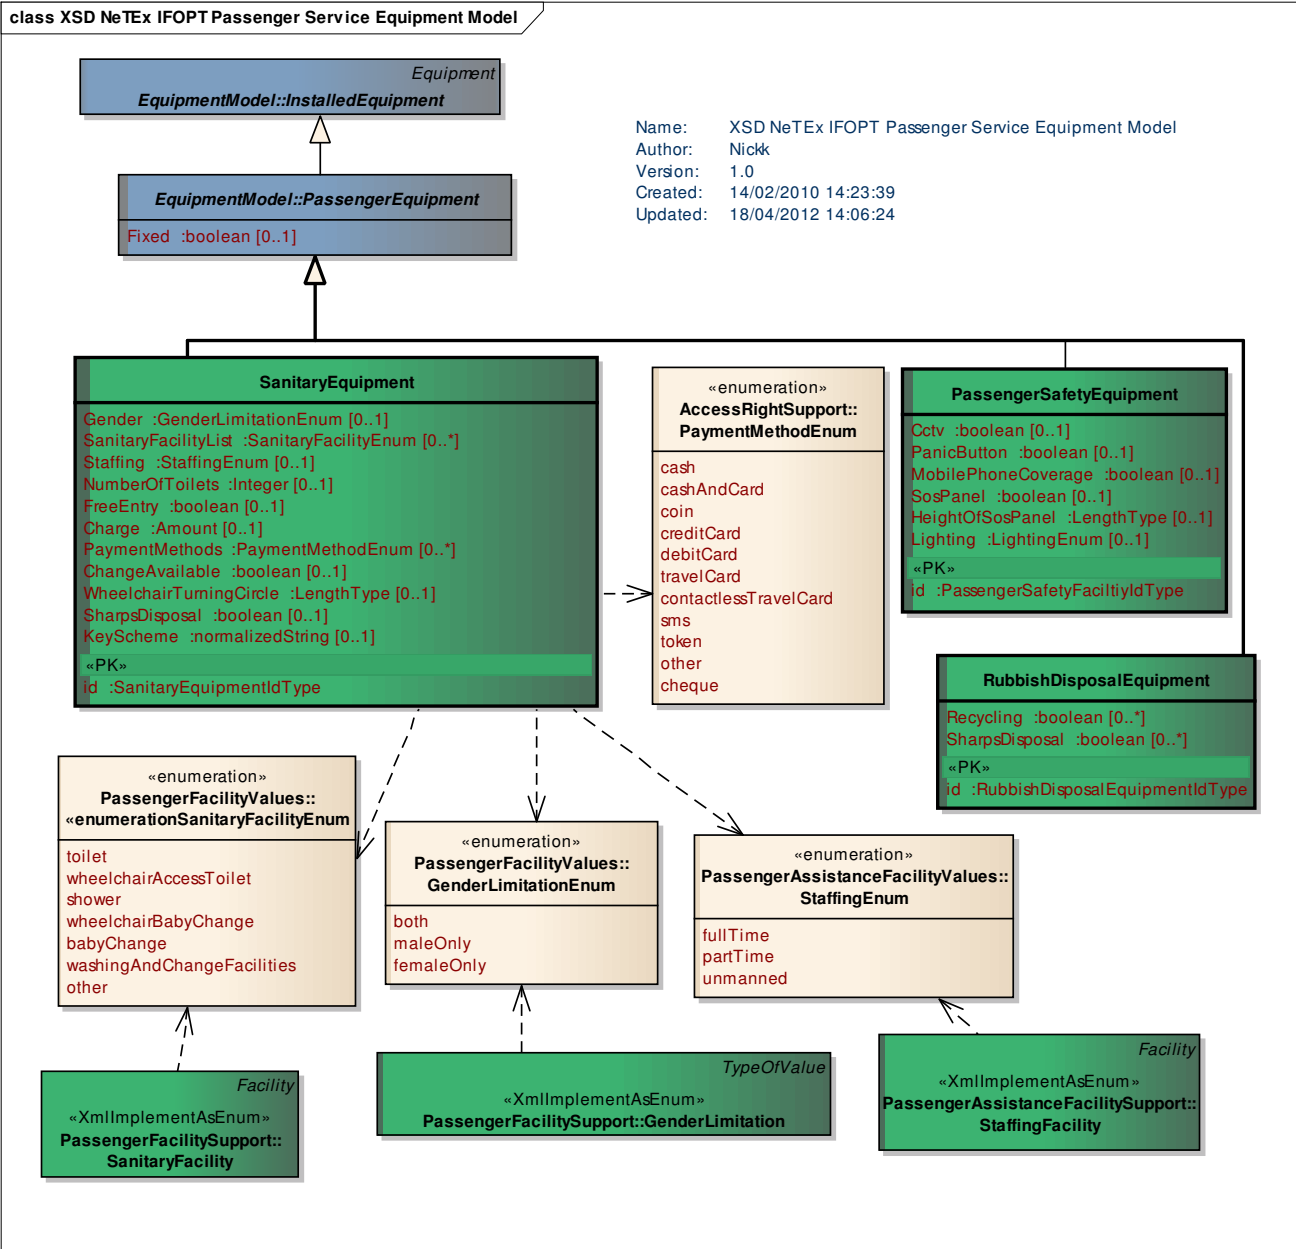 class XSD NeTEx IFOPT Passenger Service Equipment Model
Equipment
EquipmentModel::InstalledEquipment
Name: XSD NeTEx IFOPT Passenger Service Equipment Model
Author: Nickk
Version: 1.0
Created: 14/02/2010 14:23:39
Updated: 18/04/2012 14:06:24
EquipmentModel::PassengerEquipment
Fixed :boolean [0..1]
SanitaryEquipment
Gender :GenderLimitationEnum [0..1]
SanitaryFacilityList :SanitaryFacilityEnum [0..*]
Staffing :StaffingEnum [0..1]
NumberOfToilets :Integer [0..1]
FreeEntry :boolean [0..1]
Charge :Amount [0..1]
PaymentMethods :PaymentMethodEnum [0..*]
ChangeAvailable :boolean [0..1]
WheelchairTurningCircle :LengthType [0..1]
SharpsDisposal :boolean [0..1]
KeyScheme :normalizedString [0..1]
«PK»
id :SanitaryEquipmentIdType
«enumeration»
AccessRightSupport::
PaymentMethodEnum
cash
cashAndCard
coin
creditCard
debitCard
travelCard
contactlessTravelCard
sms
token
other
cheque
PassengerSafetyEquipment
Cctv :boolean [0..1]
PanicButton :boolean [0..1]
MobilePhoneCoverage :boolean [0..1]
SosPanel :boolean [0..1]
HeightOfSosPanel :LengthType [0..1]
Lighting :LightingEnum [0..1]
«PK»
id :PassengerSafetyFaciltiyIdType
RubbishDisposalEquipment
Recycling :boolean [0..*]
SharpsDisposal :boolean [0..*]
«PK»
id :RubbishDisposalEquipmentIdType
«enumeration»
PassengerFacilityValues::
«enumerationSanitaryFacilityEnum
toilet
wheelchairAccessToilet
shower
wheelchairBabyChange
babyChange
washingAndChangeFacilities
other
«enumeration»
PassengerFacilityValues::
GenderLimitationEnum
both
maleOnly
femaleOnly
«enumeration»
PassengerAssistanceFacilityValues::
StaffingEnum
fullTime
partTime
unmanned
Facility
«XmlImplementAsEnum»
PassengerFacilitySupport::
SanitaryFacility
TypeOfValue
«XmlImplementAsEnum»
PassengerFacilitySupport::GenderLimitation
Facility
«XmlImplementAsEnum»
PassengerAssistanceFacilitySupport::
StaffingFacility